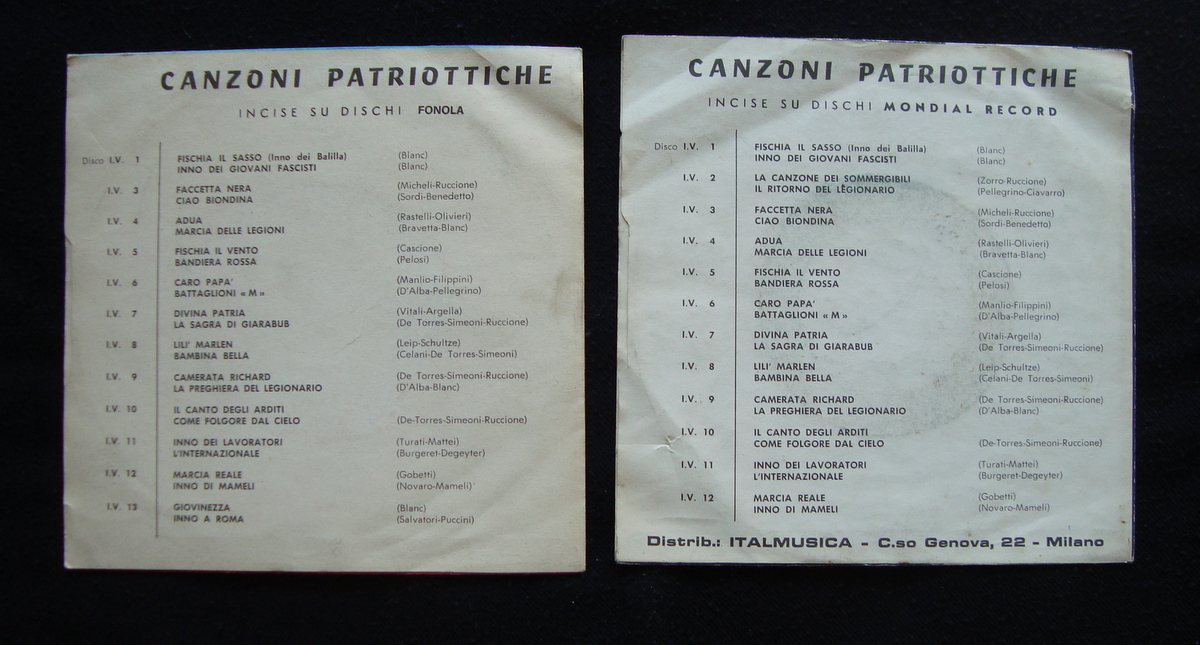 CANZONI PATRIOTTICHE
INCISE SU DISCHI FONOLA
Disco I.V. 1 FISCHIA IL SASSO (Inno dei Balilla) (Blanc)
INNO DEI GIOVANI FASCISTI (Blanc)
I.V. 3 FACCETTA NERA (Micheli-Ruccione)
CIAO BIONDINA (Sordi-Benedetto)
I.V. 4 ADUA (Rastelli-Olivieri)
MARCIA DELLE LEGIONI (Bravetta-Blanc)
I.V. 5 FISCHIA IL VENTO (Cascione)
BANDIERA ROSSA (Pelosi)
I.V. 6 CARO PAPA' (Manlio-Filippini)
BATTAGLIONI « M » (D'Alba-Pellegrino)
I.V. 7 DIVINA PATRIA (Vitali-Argella)
LA SAGRA DI GIARABUB (De Torres-Simeoni-Ruccione)
I.V. 8 LILI' MARLEN (Leip-Schultze)
BAMBINA BELLA (Celani-De Torres-Simeoni)
I.V. 9 CAMERATA RICHARD (De Torres-Simeoni-Ruccione)
LA PREGHIERA DEL LEGIONARIO (D'Alba-Blanc)
I.V. 10 IL CANTO DEGLI ARDITI
COME FOLGORE DAL CIELO (De-Torres-Simeoni-Ruccione)
I.V. 11 INNO DEI LAVORATORI (Turati-Mattei)
L'INTERNAZIONALE (Burgeret-Degeyter)
I.V. 12 MARCIA REALE (Gobetti)
INNO DI MAMELI (Novaro-Mameli)
I.V. 13 GIOVINEZZA (Blanc)
INNO A ROMA (Salvatori-Puccini)
CANZONI PATRIOTTICHE
INCISE SU DISCHI MONDIAL RECORD
Disco I.V. 1 FISCHIA IL SASSO (Inno dei Balilla) (Blanc)
INNO DEI GIOVANI FASCISTI (Blanc)
I.V. 2 LA CANZONE DEI SOMMERGIBILI (Zorro-Ruccione)
IL RITORNO DEL LEGIONARIO (Pellegrino-Ciavarro)
I.V. 3 FACCETTA NERA (Micheli-Ruccione)
CIAO BIONDINA (Sordi-Benedetto)
I.V. 4 ADUA (Rastelli-Olivieri)
MARCIA DELLE LEGIONI (Bravetta-Blanc)
I.V. 5 FISCHIA IL VENTO (Cascione)
BANDIERA ROSSA (Pelosi)
I.V. 6 CARO PAPA' (Manlio-Filippini)
BATTAGLIONI « M » (D'Alba-Pellegrino)
I.V. 7 DIVINA PATRIA (Vitali-Argella)
LA SAGRA DI GIARABUB (De Torres-Simeoni-Ruccione)
I.V. 8 LILI' MARLEN (Leip-Schultze)
BAMBINA BELLA (Celani-De Torres-Simeoni)
I.V. 9 CAMERATA RICHARD (De Torres-Simeoni-Ruccione)
LA PREGHIERA DEL LEGIONARIO (D'Alba-Blanc)
I.V. 10 IL CANTO DEGLI ARDITI
COME FOLGORE DAL CIELO (De-Torres-Simeoni-Ruccione)
I.V. 11 INNO DEI LAVORATORI (Turati-Mattei)
L'INTERNAZIONALE (Burgeret-Degeyter)
I.V. 12 MARCIA REALE (Gobetti)
INNO DI MAMELI (Novaro-Mameli)
Distrib.: ITALMUSICA - C.so Genova, 22 - Milano